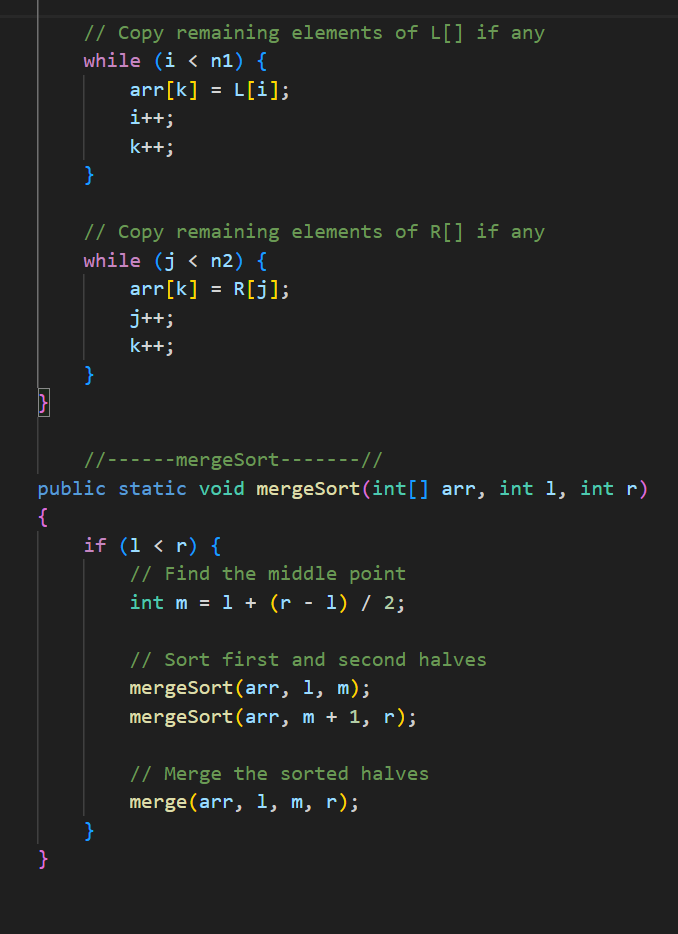 // Copy remaining elements of L[] if any
while (i < n1) {
arr[k] = L[i];
i++;
k++;
}
// Copy remaining elements of R[] if any
while (j < n2) {
arr[k] = R[j];
j++;
k++;
}
}
//------mergeSort-------//
public static void mergeSort(int[] arr, int l, int r)
{
if (l < r) {
// Find the middle point
int m = l + (r - l) / 2;
// Sort first and second halves
mergeSort(arr, l, m);
mergeSort(arr, m + 1, r);
// Merge the sorted halves
merge(arr, l, m, r);
}
}